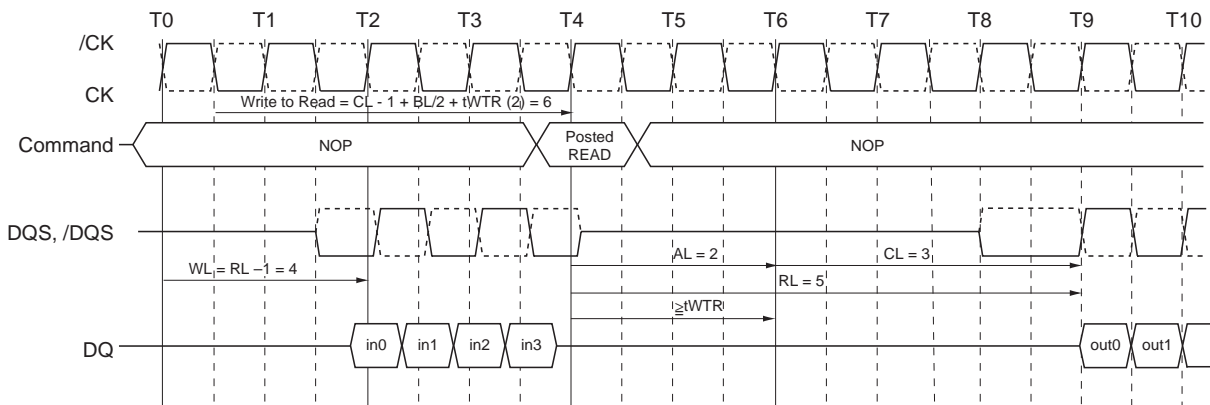 T0 T1 T2 T3 T4 T5 T6 T7 T8 T9 T10
/CK
CK
Write to Read = CL - 1 + BL/2 + tWTR (2) = 6
Command
NOP
Posted
READ
NOP
DQS, /DQS
WL = RL –1 = 4
AL = 2
CL = 3
RL = 5
≧tWTR
DQ
in0 in1 in2 in3
out0 out1